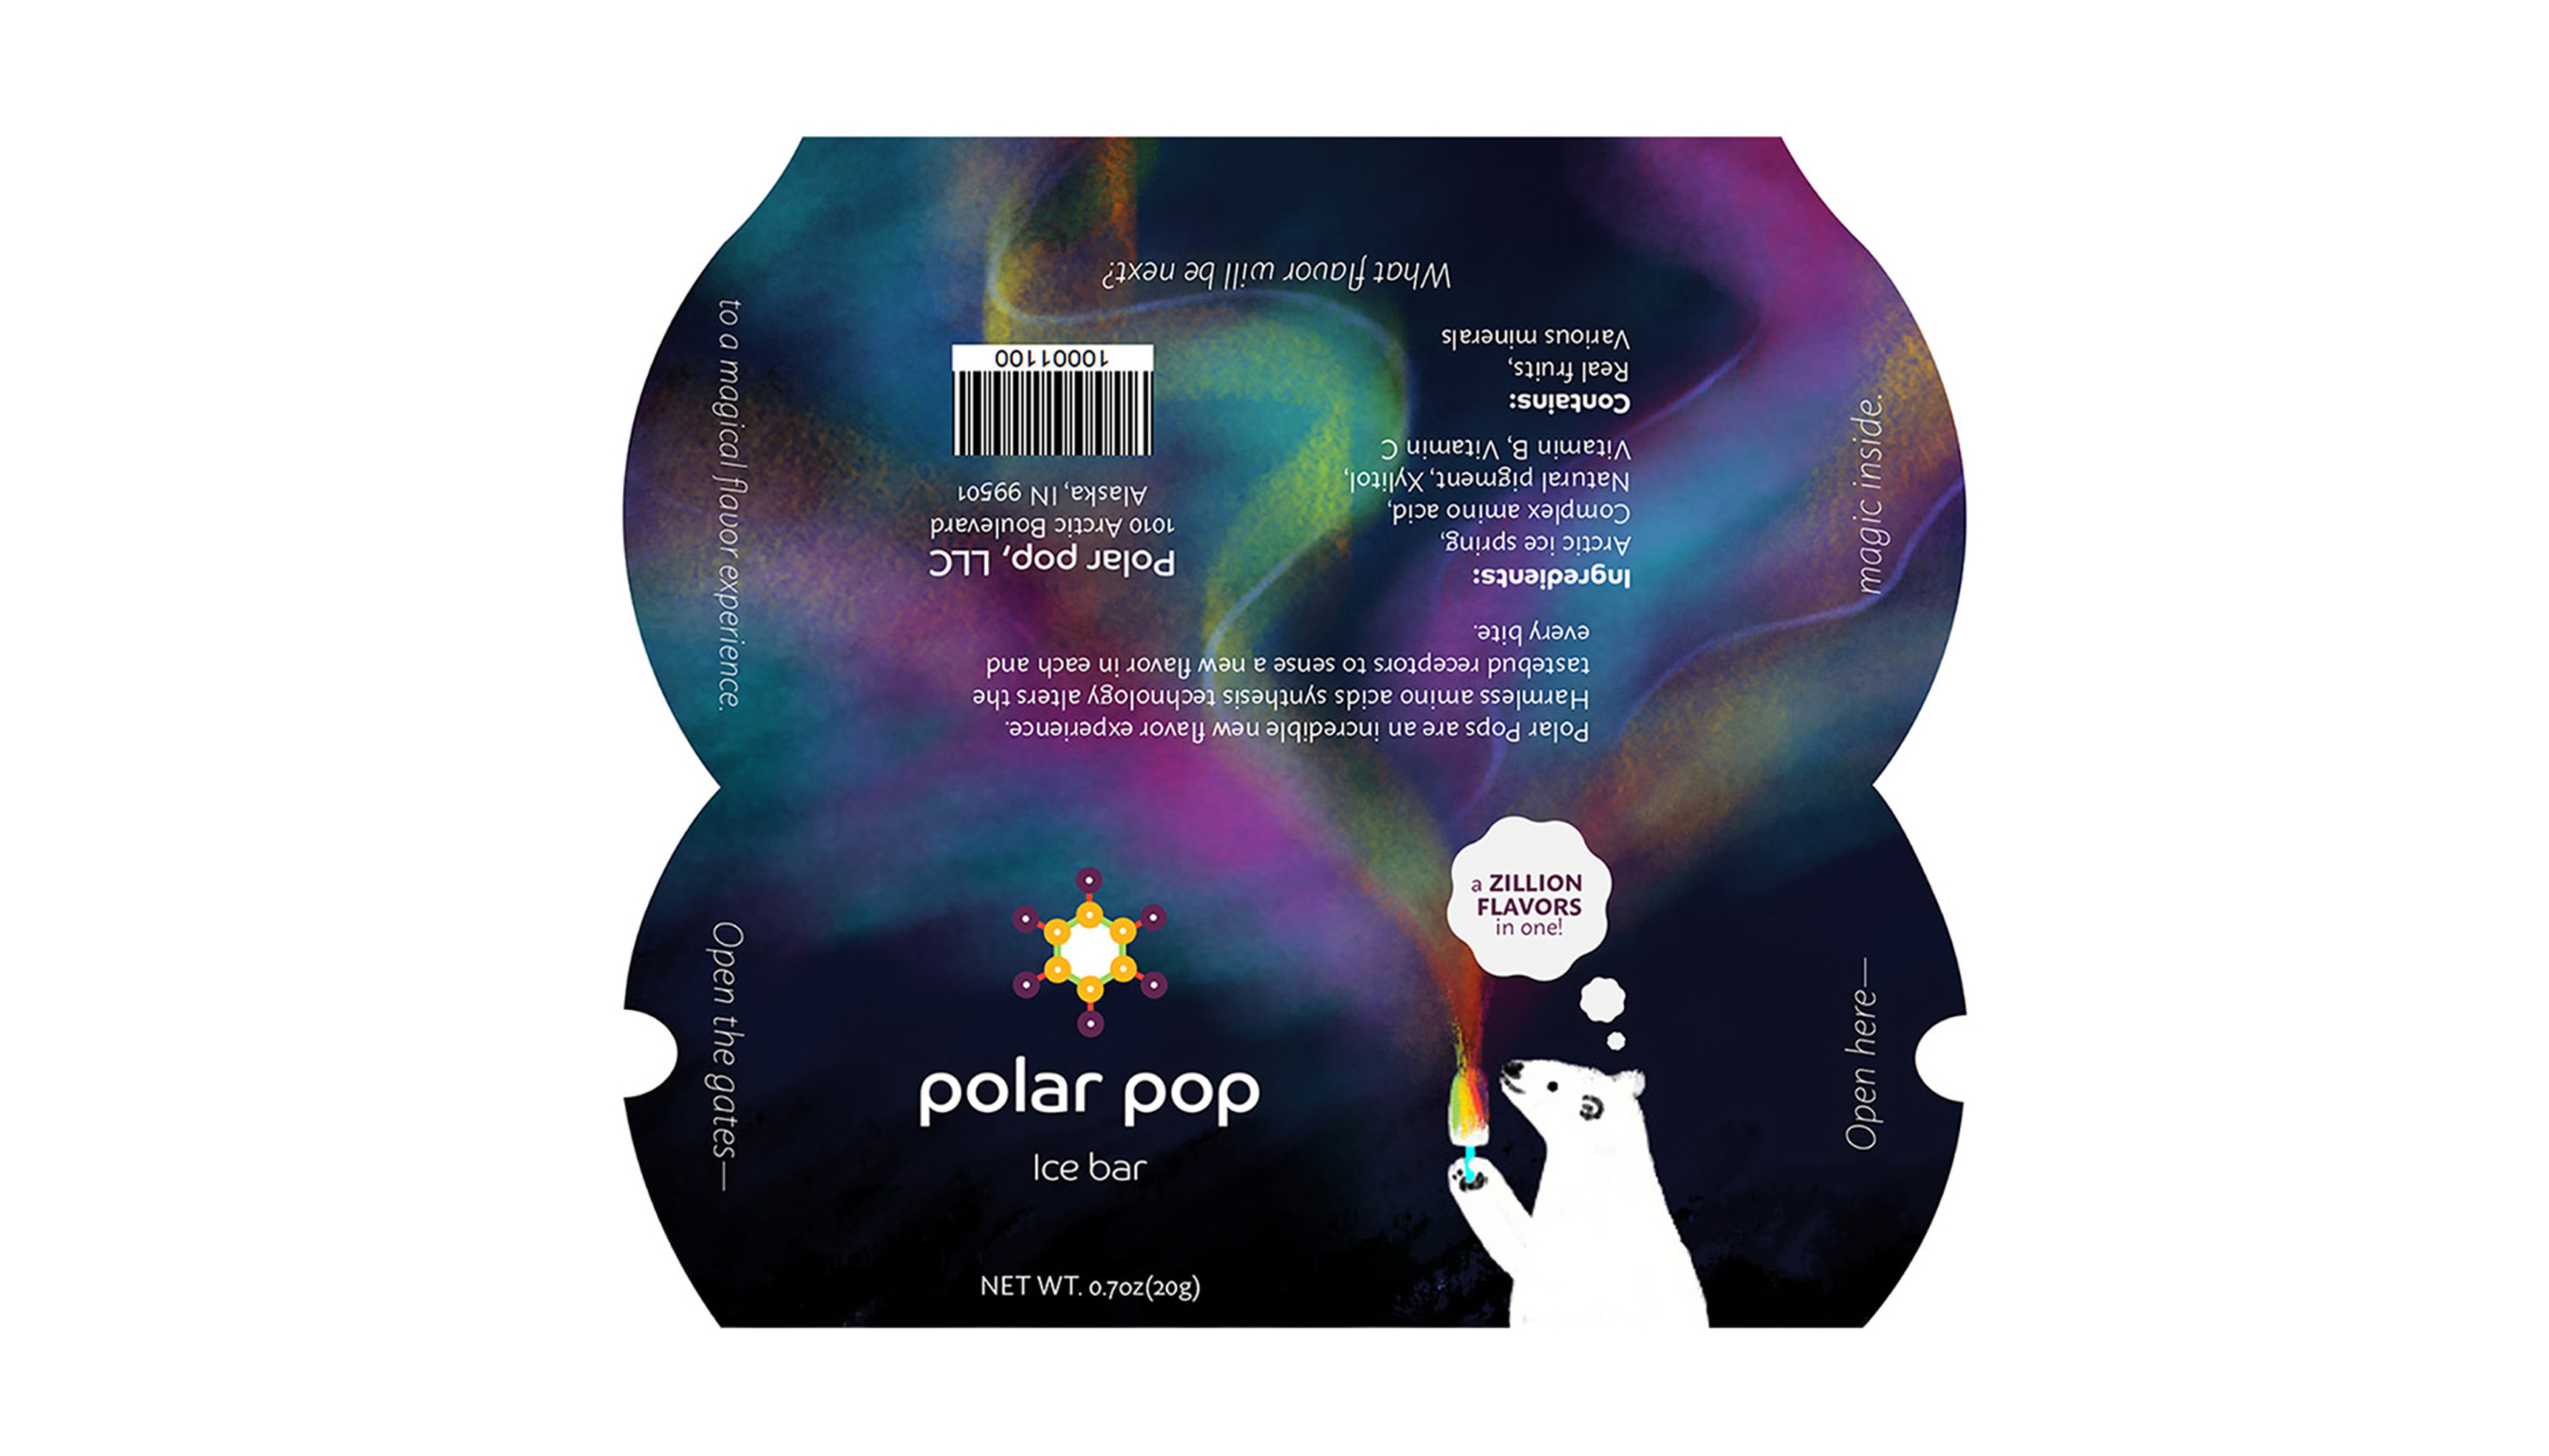 a ZILLION
FLAVORS
in one!
polar pop
Ice bar
NET WT. 0.7oz(20g)
Open the gates—
to a magical flavor experience.
Open here—
magic inside.
Polar Pops are an incredible new flavor experience.
Harmless amino acids synthesis technology alters the
tastebud receptors to sense a new flavor in each and
every bite.
Ingredients:
Arctic ice spring,
Complex amino acid,
Natural pigment, Xylitol,
Vitamin B, Vitamin C
Contains:
Real fruits,
Various minerals
Polar pop, LLC
1010 Arctic Boulevard
Alaska, IN 99501
10001100
What flavor will be next?